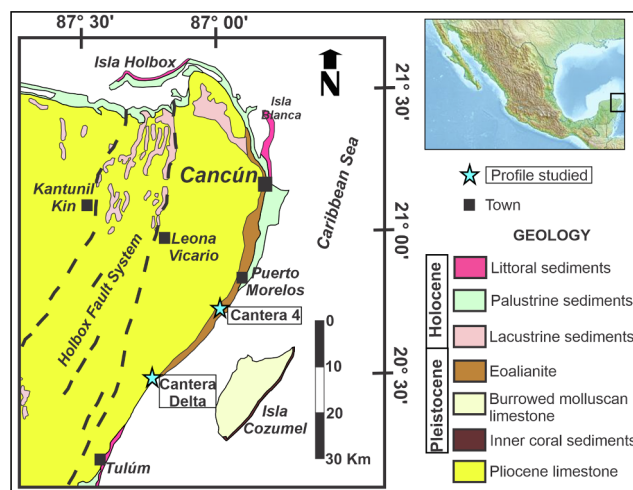 87° 30'
87° 00'
Isla Holbox
N
21° 30'
Isla
Blanca
Cancún
Kantunil
Kin
Caribbean Sea
Leona
Vicario
21° 00'
Holbox Fault System
Puerto
Morelos
Cantera 4
0
10
20
30 Km
20° 30'
Cantera
Delta
Isla
Cozumel
Tulúm
Profile studied
Town
GEOLOGY
Holocene
Littoral sediments
Palustrine sediments
Lacustrine sediments
Pleistocene
Eoalianite
Burrowed molluscan
limestone
Inner coral sediments
Pliocene limestone